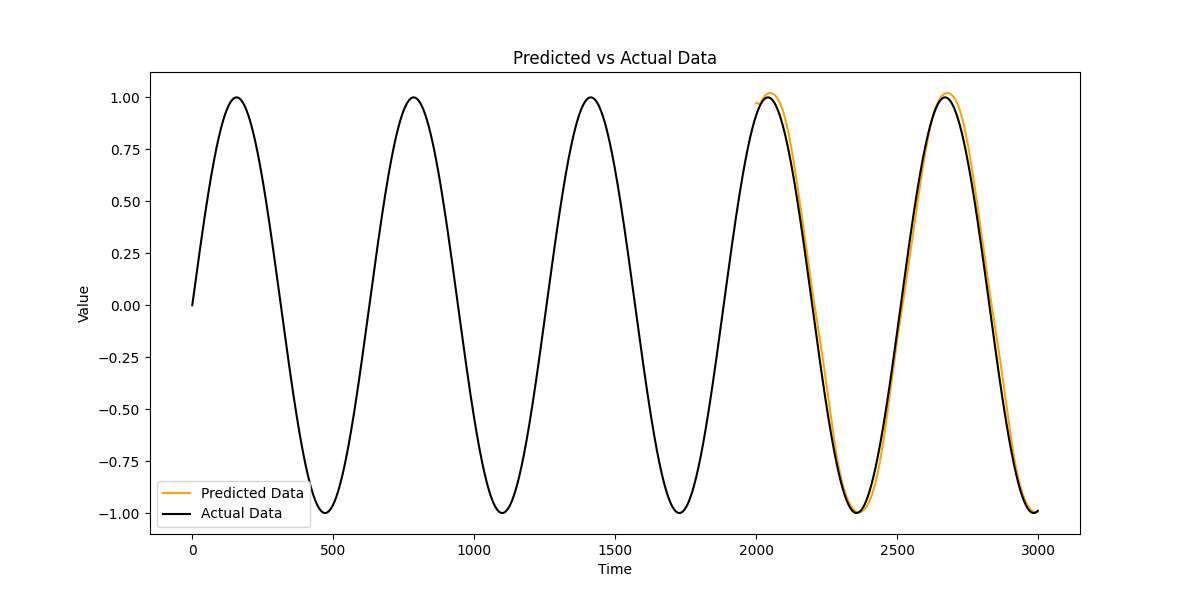 Predicted vs Actual Data
1.00
0.75
0.50
0.25
0.00
−0.25
−0.50
−0.75
−1.00
Value
Predicted Data
Actual Data
0 500 1000 1500 2000 2500 3000
Time